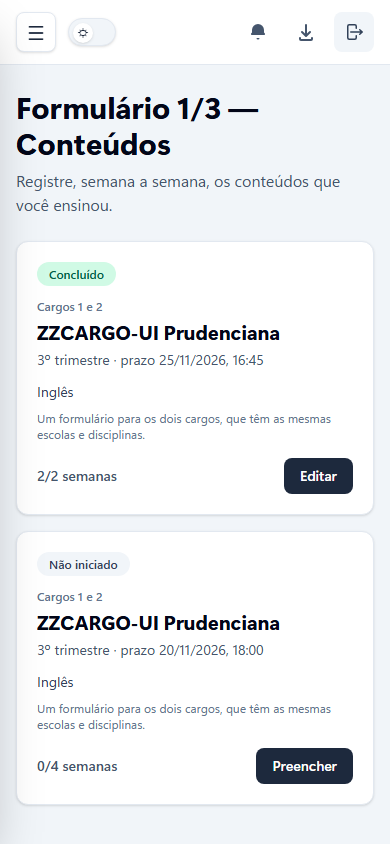 Formulário 1/3 —
Conteúdos
Registre, semana a semana, os conteúdos que
você ensinou.
Concluído
Cargos 1 e 2
ZZCARGO-UI Prudenciana
3º trimestre · prazo 25/11/2026, 16:45
Inglês
Um formulário para os dois cargos, que têm as mesmas
escolas e disciplinas.
2/2 semanas
Editar
Não iniciado
Cargos 1 e 2
ZZCARGO-UI Prudenciana
3º trimestre · prazo 20/11/2026, 18:00
Inglês
Um formulário para os dois cargos, que têm as mesmas
escolas e disciplinas.
0/4 semanas
Preencher